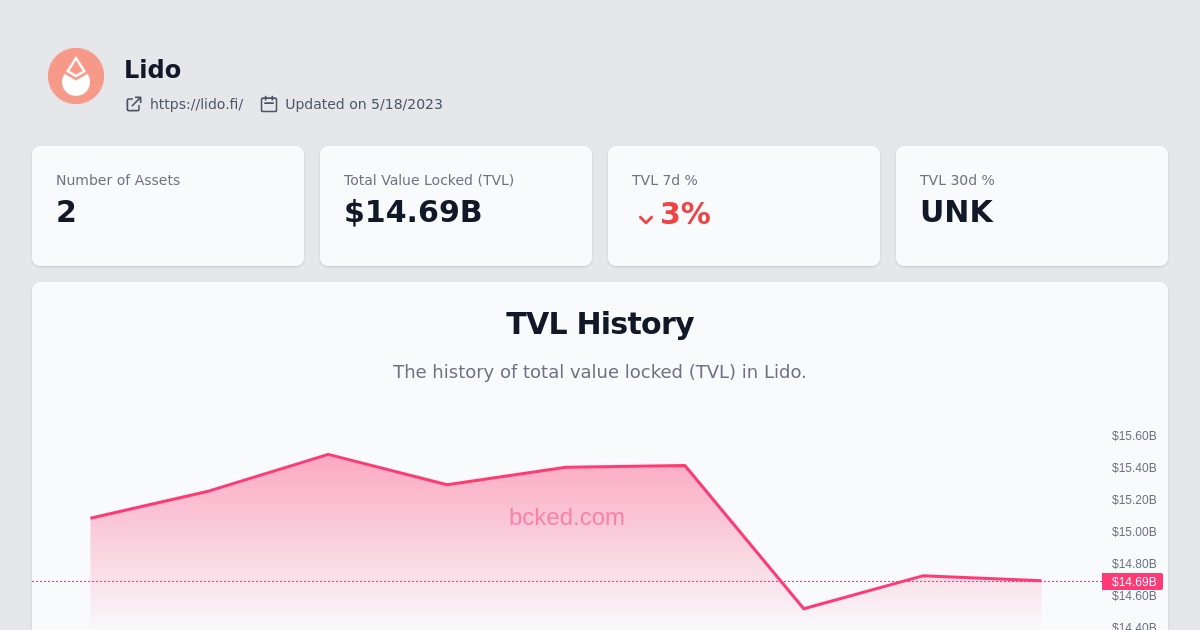 Lido
https://lido.fi/ Updated on 5/18/2023
Number of Assets
2
Total Value Locked (TVL)
$14.69B
TVL 7d %
3%
TVL 30d %
UNK
TVL History
The history of total value locked (TVL) in Lido.
$15.60B
$15.40B
$15.20B
bcked.com
$15.00B
$14.80B
$14.69B
$14.60B
$14.40B